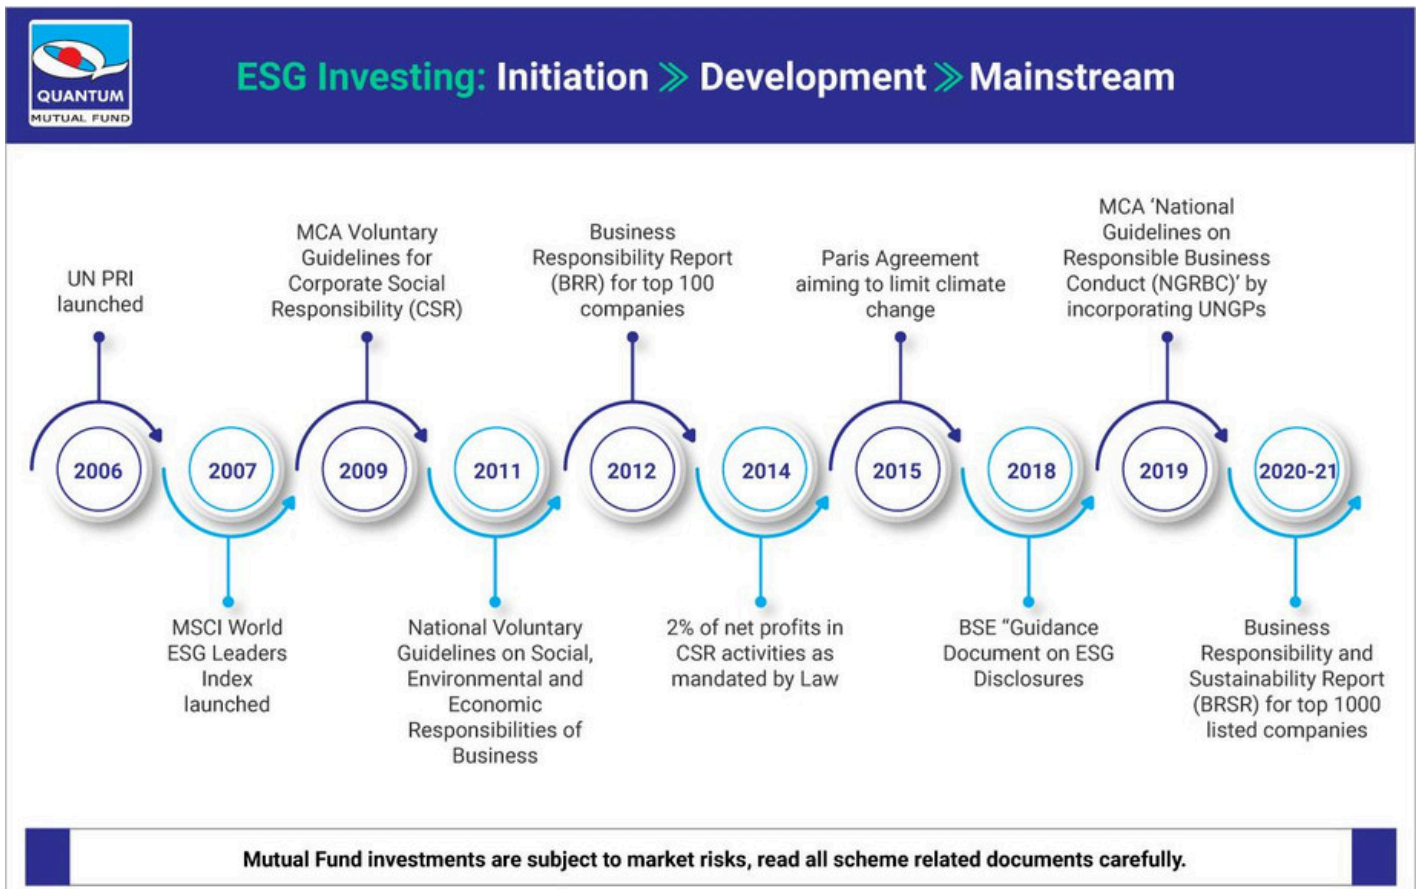 QUANTUM
MUTUAL FUND
ESG Investing: Initiation >> Development >> Mainstream
UN PRI
launched
MCA Voluntary
Guidelines for
Corporate Social
Responsibility (CSR)
Business
Responsibility Report
(BRR) for top 100
companies
Paris Agreement
aiming to limit climate
change
MCA ‘National
Guidelines on
Responsible Business
Conduct (NGRBC)’ by
incorporating UNGPs
2006
2007
2009
2011
2012
2014
2015
2018
2019
2020-21
MSCI World
ESG Leaders
Index
launched
National Voluntary
Guidelines on Social,
Environmental and
Economic
Responsibilities of
Business
2% of net profits in
CSR activities as
mandated by Law
BSE “Guidance
Document on ESG
Disclosures
Business
Responsibility and
Sustainability Report
(BRSR) for top 1000
listed companies
Mutual Fund investments are subject to market risks, read all scheme related documents carefully.